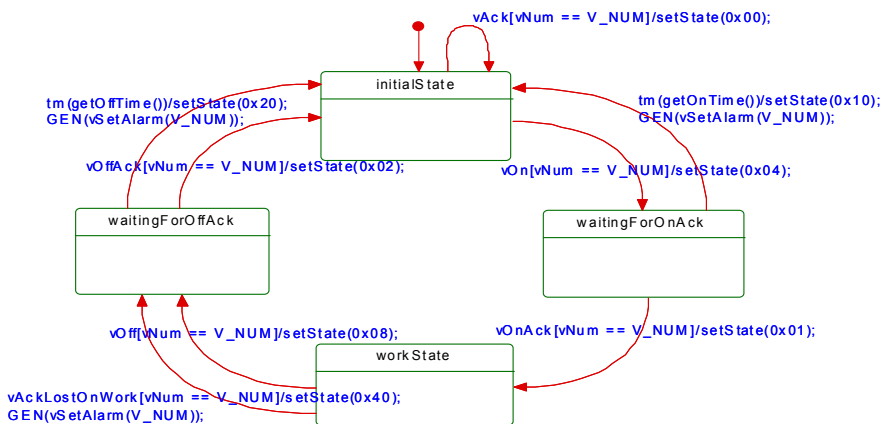 vAck[vNum == V_NUM]/setState(0x00);
initialState
tm(getOffTime())/setState(0x20);
GEN(vSetAlarm(V_NUM));
tm(getOnTime())/setState(0x10);
GEN(vSetAlarm(V_NUM));
vOffAck[vNum == V_NUM]/setState(0x02);
vOn[vNum == V_NUM]/setState(0x04);
waitingForOffAck
waitingForOnAck
vOff[vNum == V_NUM]/setState(0x08);
vOnAck[vNum == V_NUM]/setState(0x01);
workState
vAckLostOnWork[vNum == V_NUM]/setState(0x40);
GEN(vSetAlarm(V_NUM));